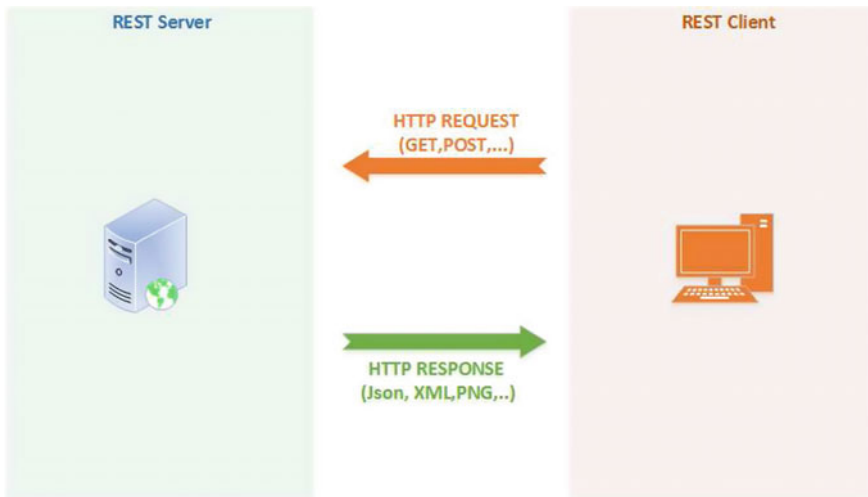 REST Server
REST Client
HTTP REQUEST
(GET,POST,...)
HTTP RESPONSE
(Json, XML,PNG,..)